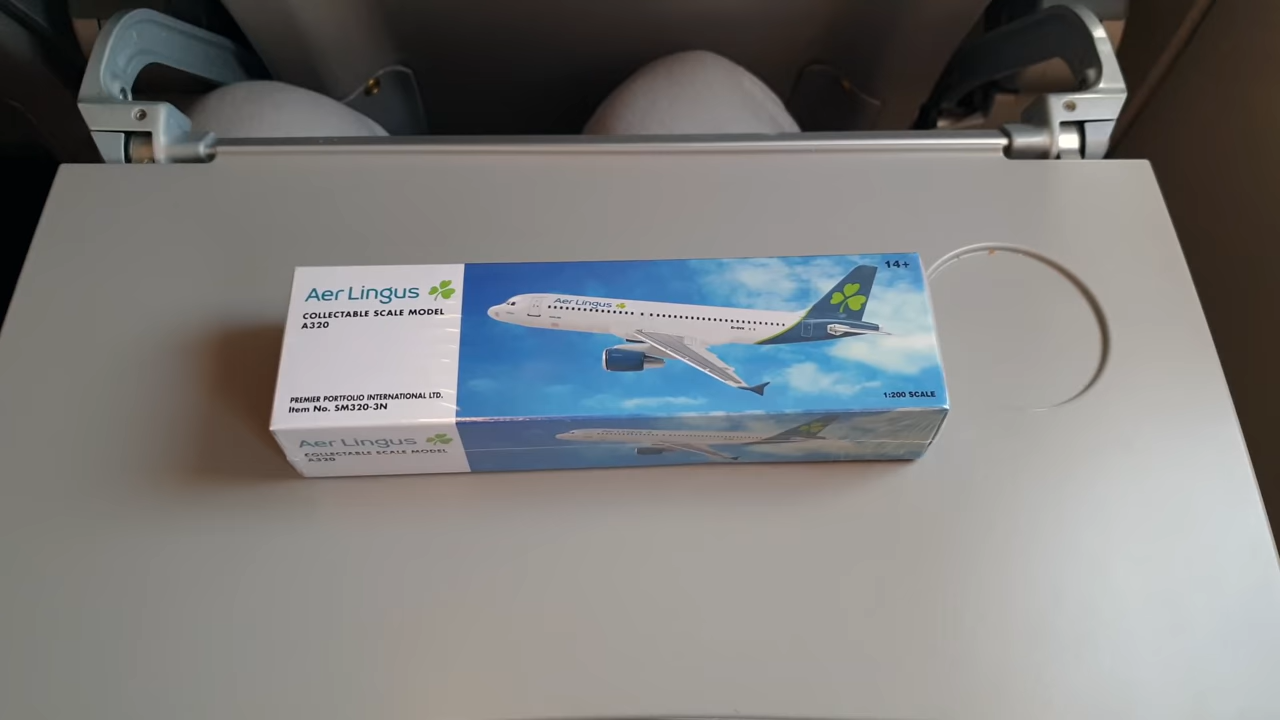 Aer Lingus
COLLECTABLE SCALE MODEL
A320
PREMIER PORTFOLIO INTERNATIONAL LTD.
Item No. SM320-3N
14+
Aer Lingus
1:200 SCALE
Aer Lingus
COLLECTABLE SCALE MODEL
A320